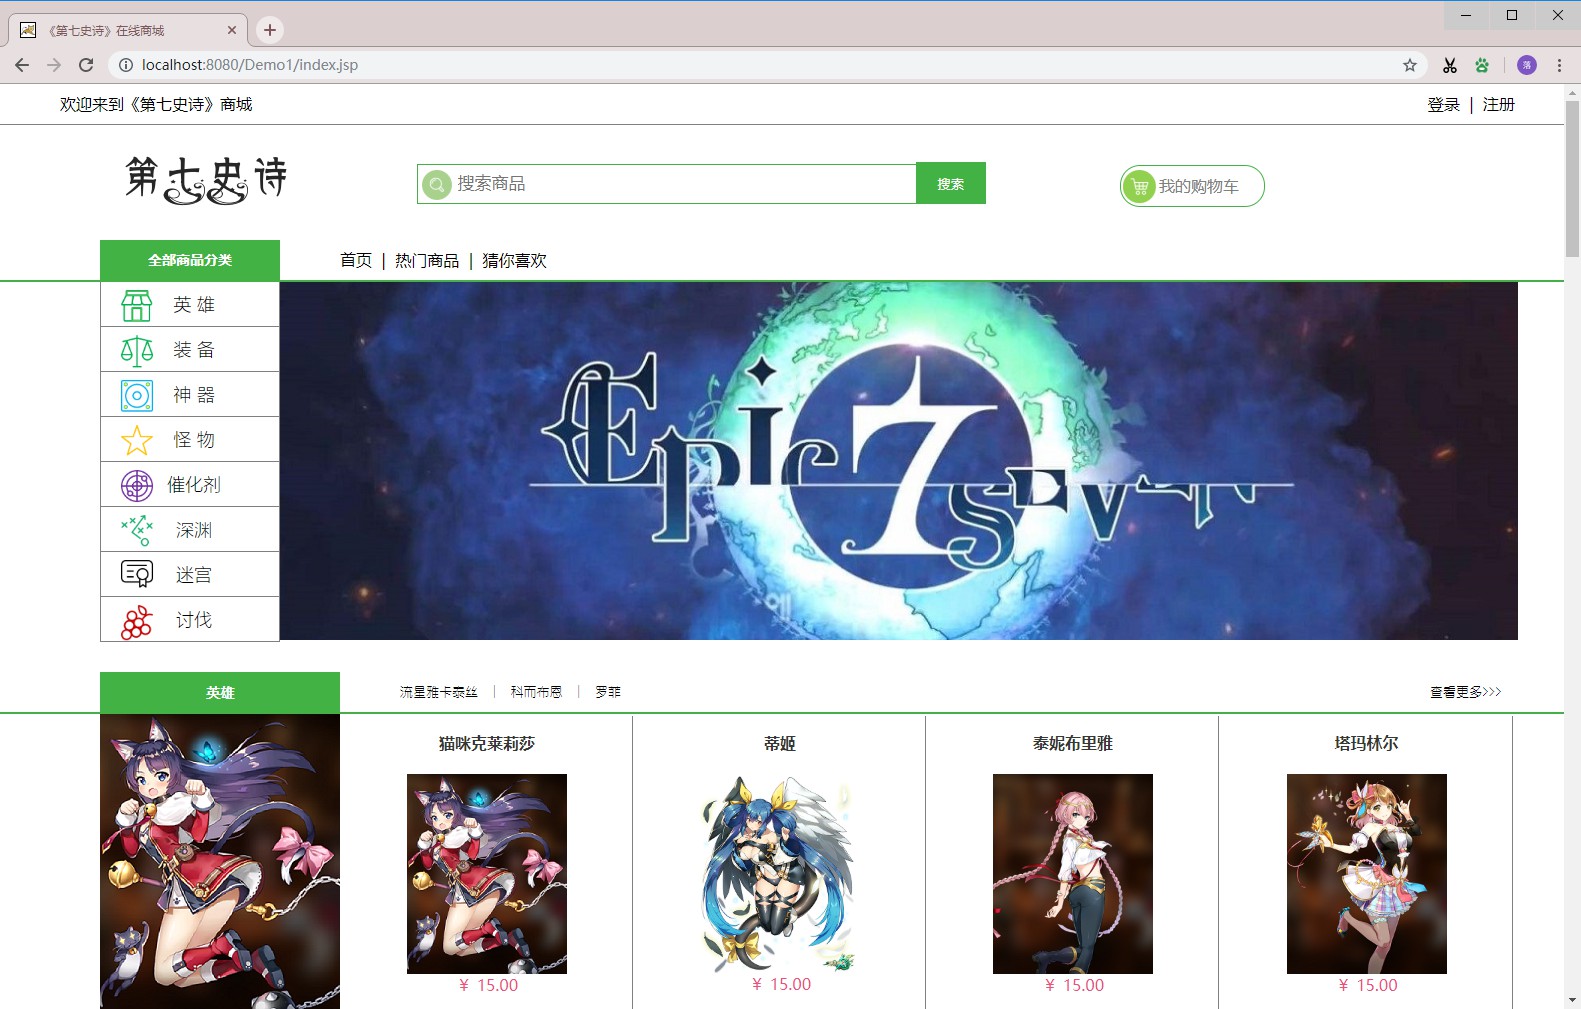 《第七史诗》在线商城
localhost:8080/Demo1/index.jsp
落
欢迎来到《第七史诗》商城
登录 | 注册
第七史诗
搜索商品
搜索
我的购物车
全部商品分类
首页 | 热门商品 | 猜你喜欢
英 雄
装 备
神 器
怪 物
催化剂
深渊
迷宫
讨伐
Epic 7 SEVEN
英雄
流星雅卡泰丝 | 科而布恩 | 罗菲
查看更多>>>
猫咪克莱莉莎
蒂姬
泰妮布里雅
塔玛林尔
¥ 15.00
¥ 15.00
¥ 15.00
¥ 15.00